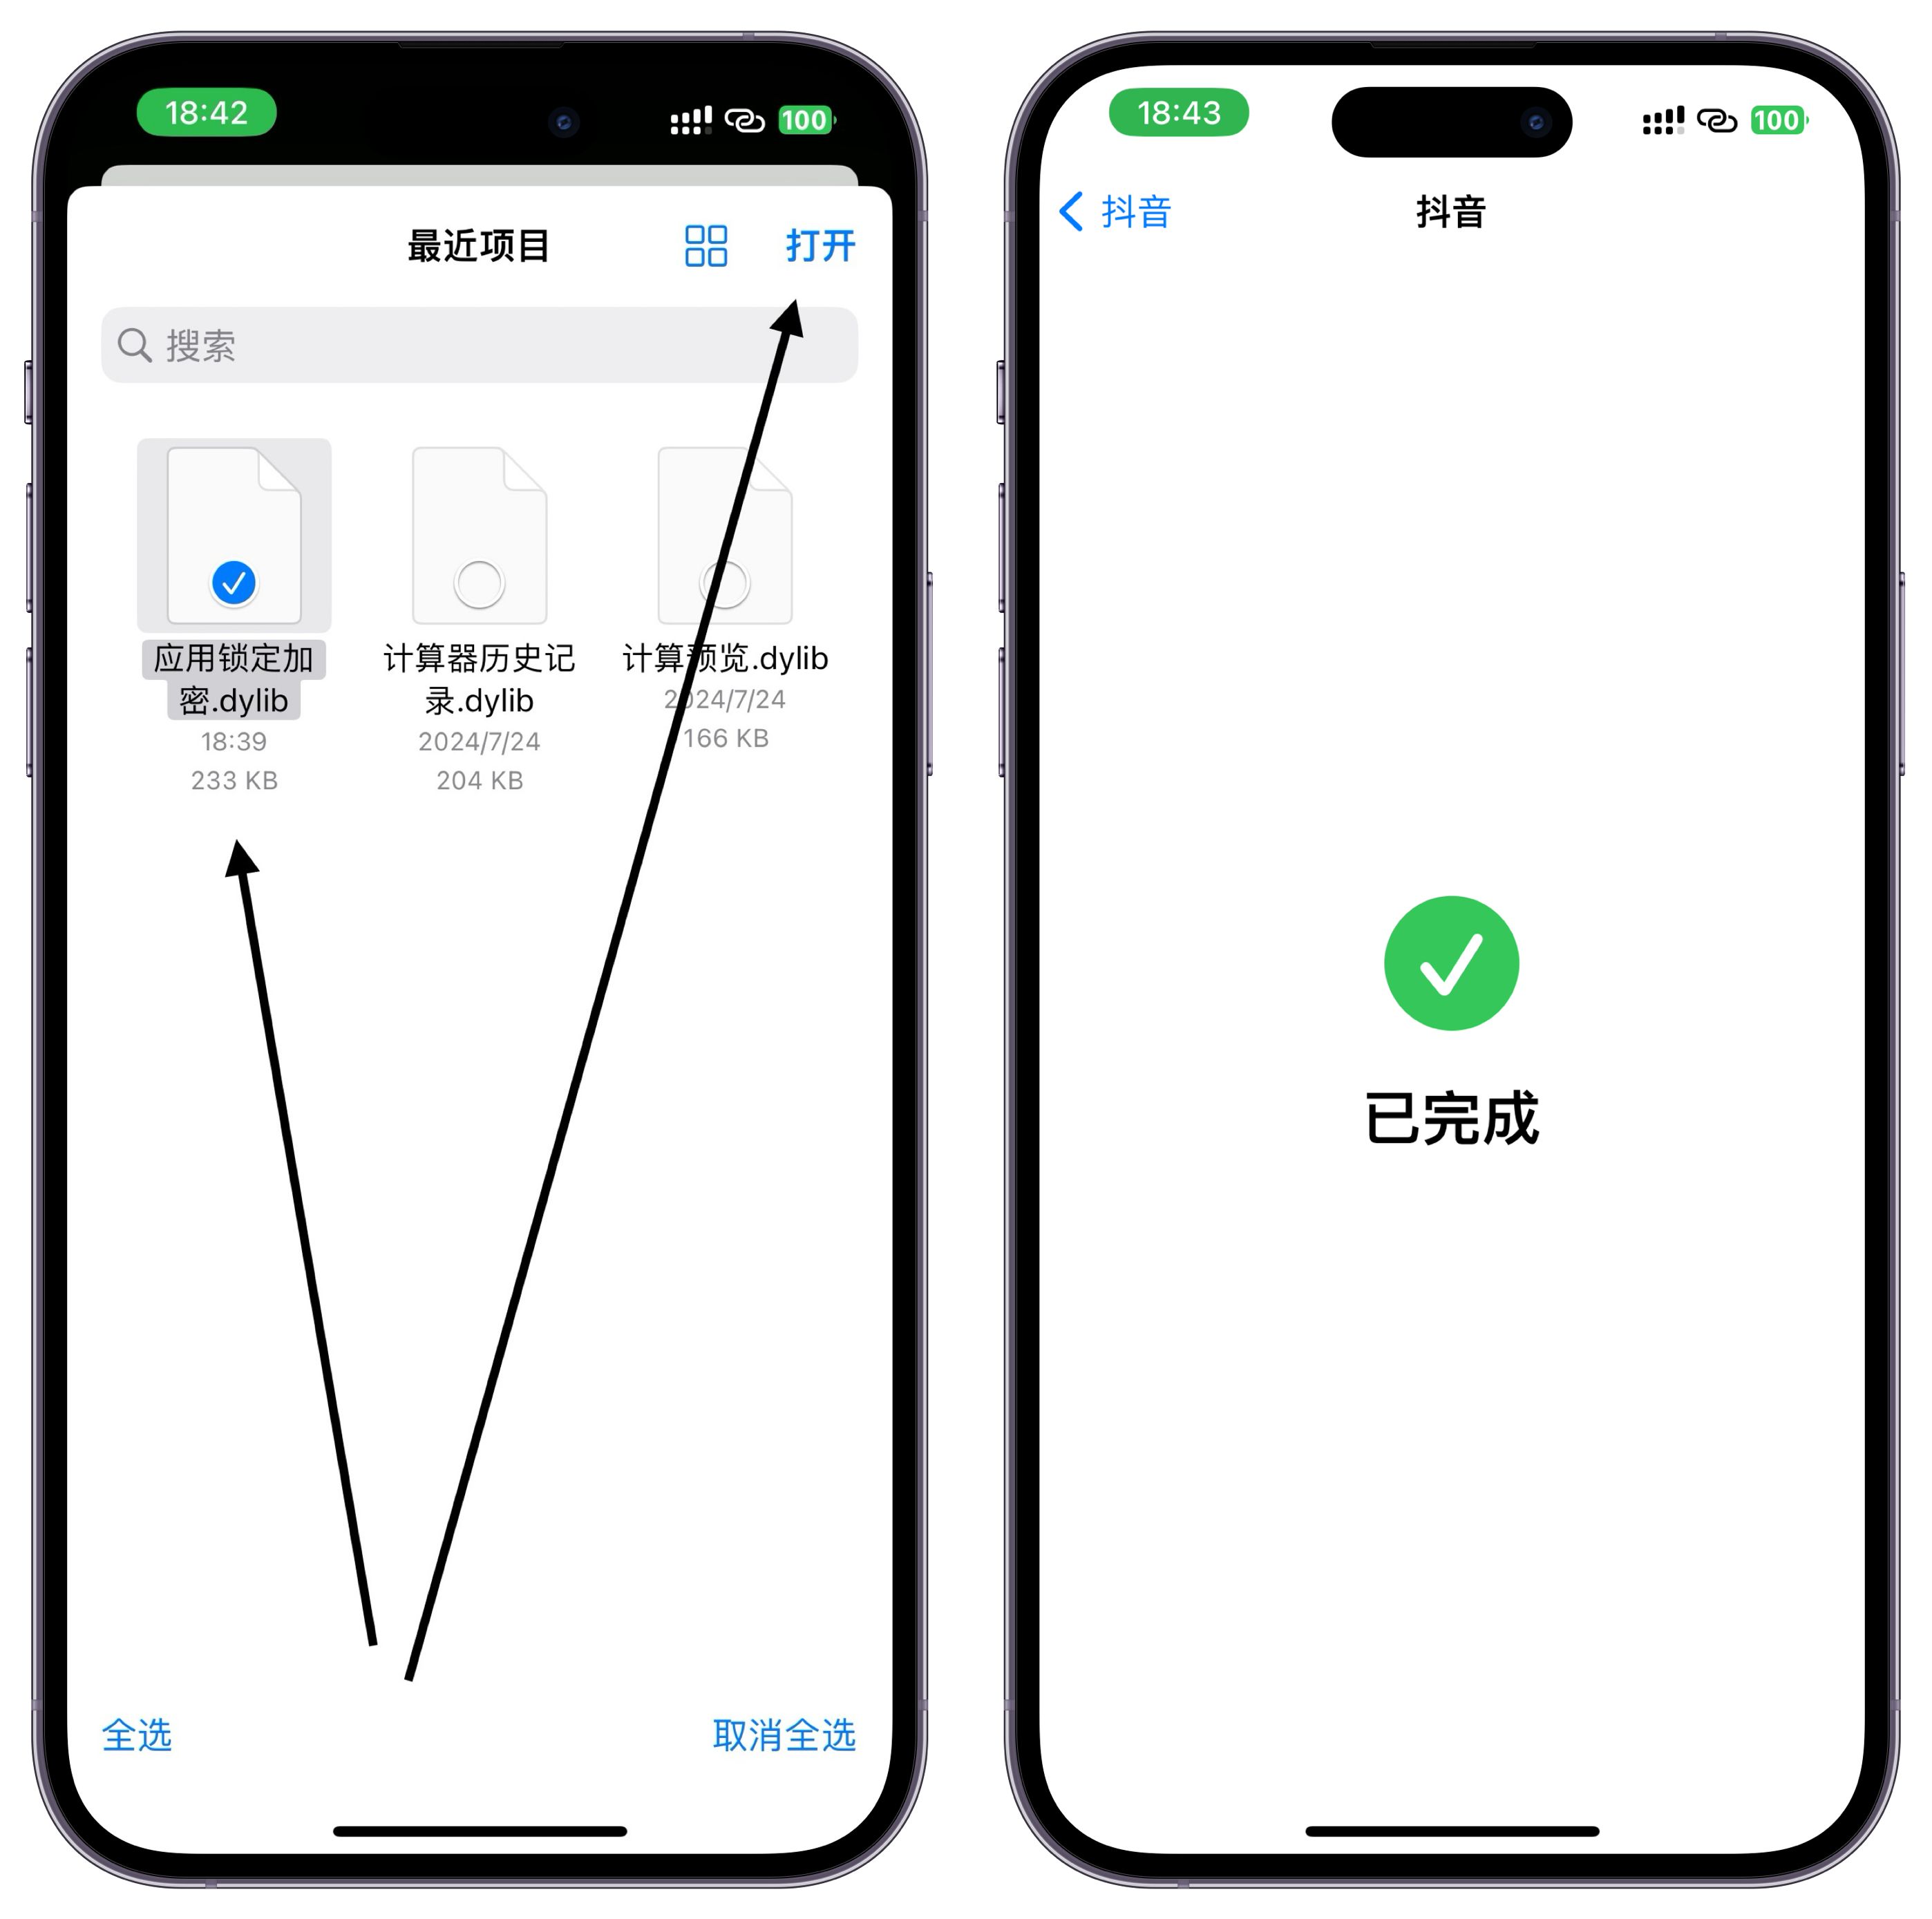 18:42
100
最近项目
打开
搜索
应用锁定加
密.dylib
18:39
233 KB
计算器历史记
录.dylib
2024/7/24
204 KB
计算预览.dylib
2024/7/24
166 KB
全选
取消全选
18:43
100
抖音
抖音
已完成